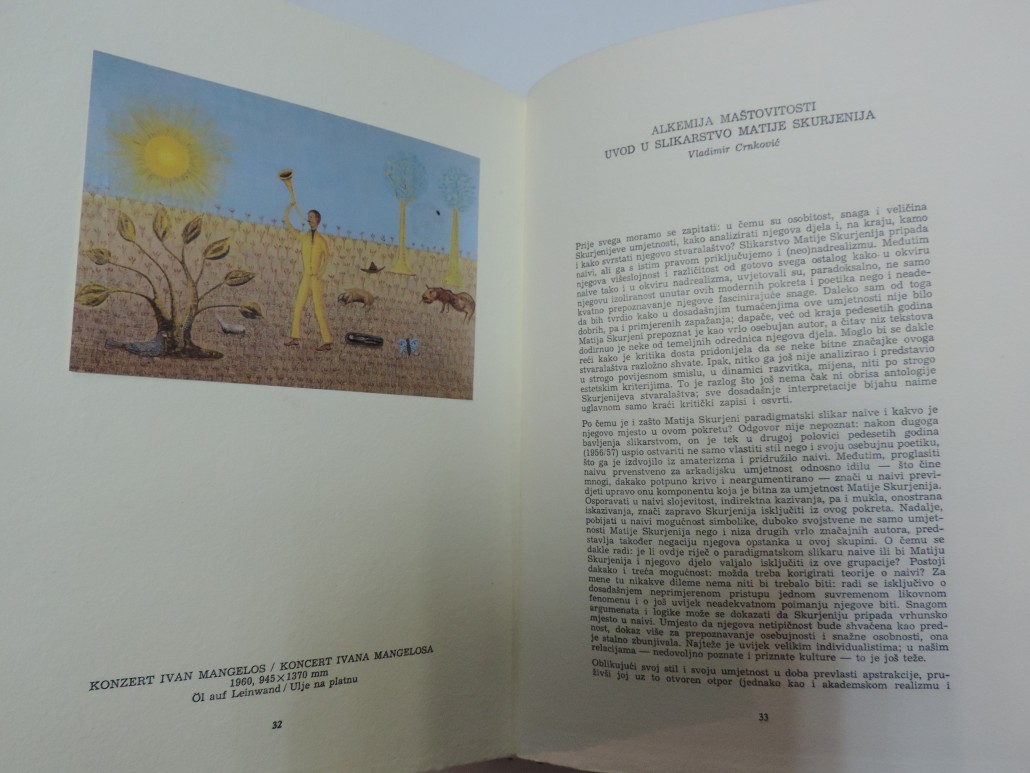 KONZERT IVAN MANGELOS / KONCERT IVANA MANGELOSA
1960, 945 × 1370 mm
Öl auf Leinwand / Ulje na platnu
32
ALKEMIJA MAŠTOVITOSTI
UVOD U SLIKARSTVO MATIJE SKURJENIJA
Vladimir Crnković
Prije svega moramo se zapitati: u čemu su osobitost, snaga i veličina
Skurjenijeve umjetnosti, kako analizirati njegova djela i, na kraju, kamo
i kako svrstati njegovo stvaralaštvo? Slikarstvo Matije Skurjenija pripada
naivi, ali ga s istim pravom priključujemo i (neo)nadrealizmu. Međutim
njegova višeslojnost i različitost od gotovo svega ostalog kako u okviru
naive tako i u okviru nadrealizma, uvjetovali su, paradoksalno, ne samo
njegovu izoliranost unutar ovih modernih pokreta i poetika nego i neade-
kvatno prepoznavanje njegove fascinirajuće snage. Daleko sam od toga
da bih tvrdio kako u dosadašnjim tumačenjima ove umjetnosti nije bilo
dobrih, pa i primjerenih zapažanja; dapače, već od kraja pedesetih godina
Matija Skurjeni prepoznat je kao vrlo osebujan autor, a čitav niz tekstova
dodirnuo je neke od temeljnih odrednica njegova djela. Moglo bi se dakle
reći kako je kritika dosta pridonijela da se neke bitne značajke ovoga
stvaralaštva razložno shvate. Ipak, nitko ga još nije analizirao i predstavio
u strogo povijesnom smislu, u dinamici razvitka, mijena, niti po strogo
estetskim kriterijima. To je razlog što još nema čak ni obrisa antologije
Skurjenijeva stvaralaštva; sve dosadašnje interpretacije bijahu naime
uglavnom samo kraći kritički zapisi i osvrti.
Po čemu je i zašto Matija Skurjeni paradigmatski slikar naive i kakvo je
njegovo mjesto u ovom pokretu? Odgovor nije nepoznat: nakon dugoga
bavljenja slikarstvom, on je tek u drugoj polovici pedesetih godina
(1956/57) uspio ostvariti ne samo vlastiti stil nego i svoju osebujnu poetiku,
što ga je izdvojilo iz amaterizma i pridružilo naivi. Međutim, proglasiti
naivu prvenstveno za arkadijsku umjetnost odnosno idilu — što čine
mnogi, dakako potpuno krivo i neargumentirano — znači u naivi previ-
djeti upravo onu komponentu koja je bitna za umjetnost Matije Skurjenija.
Osporavati u naivi slojevitost, indirektna kazivanja, pa i mukla, onostrana
iskazivanja, znači zapravo Skurjenija isključiti iz ovog pokreta. Nadalje,
pobijati u naivi mogućnost simbolike, duboko svojstvene ne samo umjet-
nosti Matije Skurjenija nego i niza drugih vrlo značajnih autora, pred-
stavlja također negaciju njegova opstanka u ovoj skupini. O čemu se
dakle radi: je li ovdje riječ o paradigmatskom slikaru naive ili bi Matiju
Skurjenija i njegovo djelo valjalo isključiti iz ove grupacije? Postoji
dakako i treća mogućnost: možda treba korigirati teorije o naivi? Za
mene tu nikakve dileme nema niti bi trebalo biti: radi se isključivo o
dosadašnjem neprimjerenom pristupu jednom suvremenom likovnom
fenomenu i o još uvijek neadekvatnom poimanju njegove biti. Snagom
argumenata i logike može se dokazati da Skurjeniju pripada vrhunsko
mjesto u naivi. Umjesto da njegova netipičnost bude shvaćena kao pred-
nost, dokaz više za prepoznavanje osebujnosti i snažne osobnosti, ona
je stalno zbunjivala. Najteže je uvijek velikim individualistima; u našim
relacijama — nedovoljno poznate i priznate kulture — to je još teže.
Oblikujući svoj stil i svoju umjetnost u doba prevlasti apstrakcije, pru-
živši joj uz to otvoren otpor (jednako kao i akademskom realizmu i
33